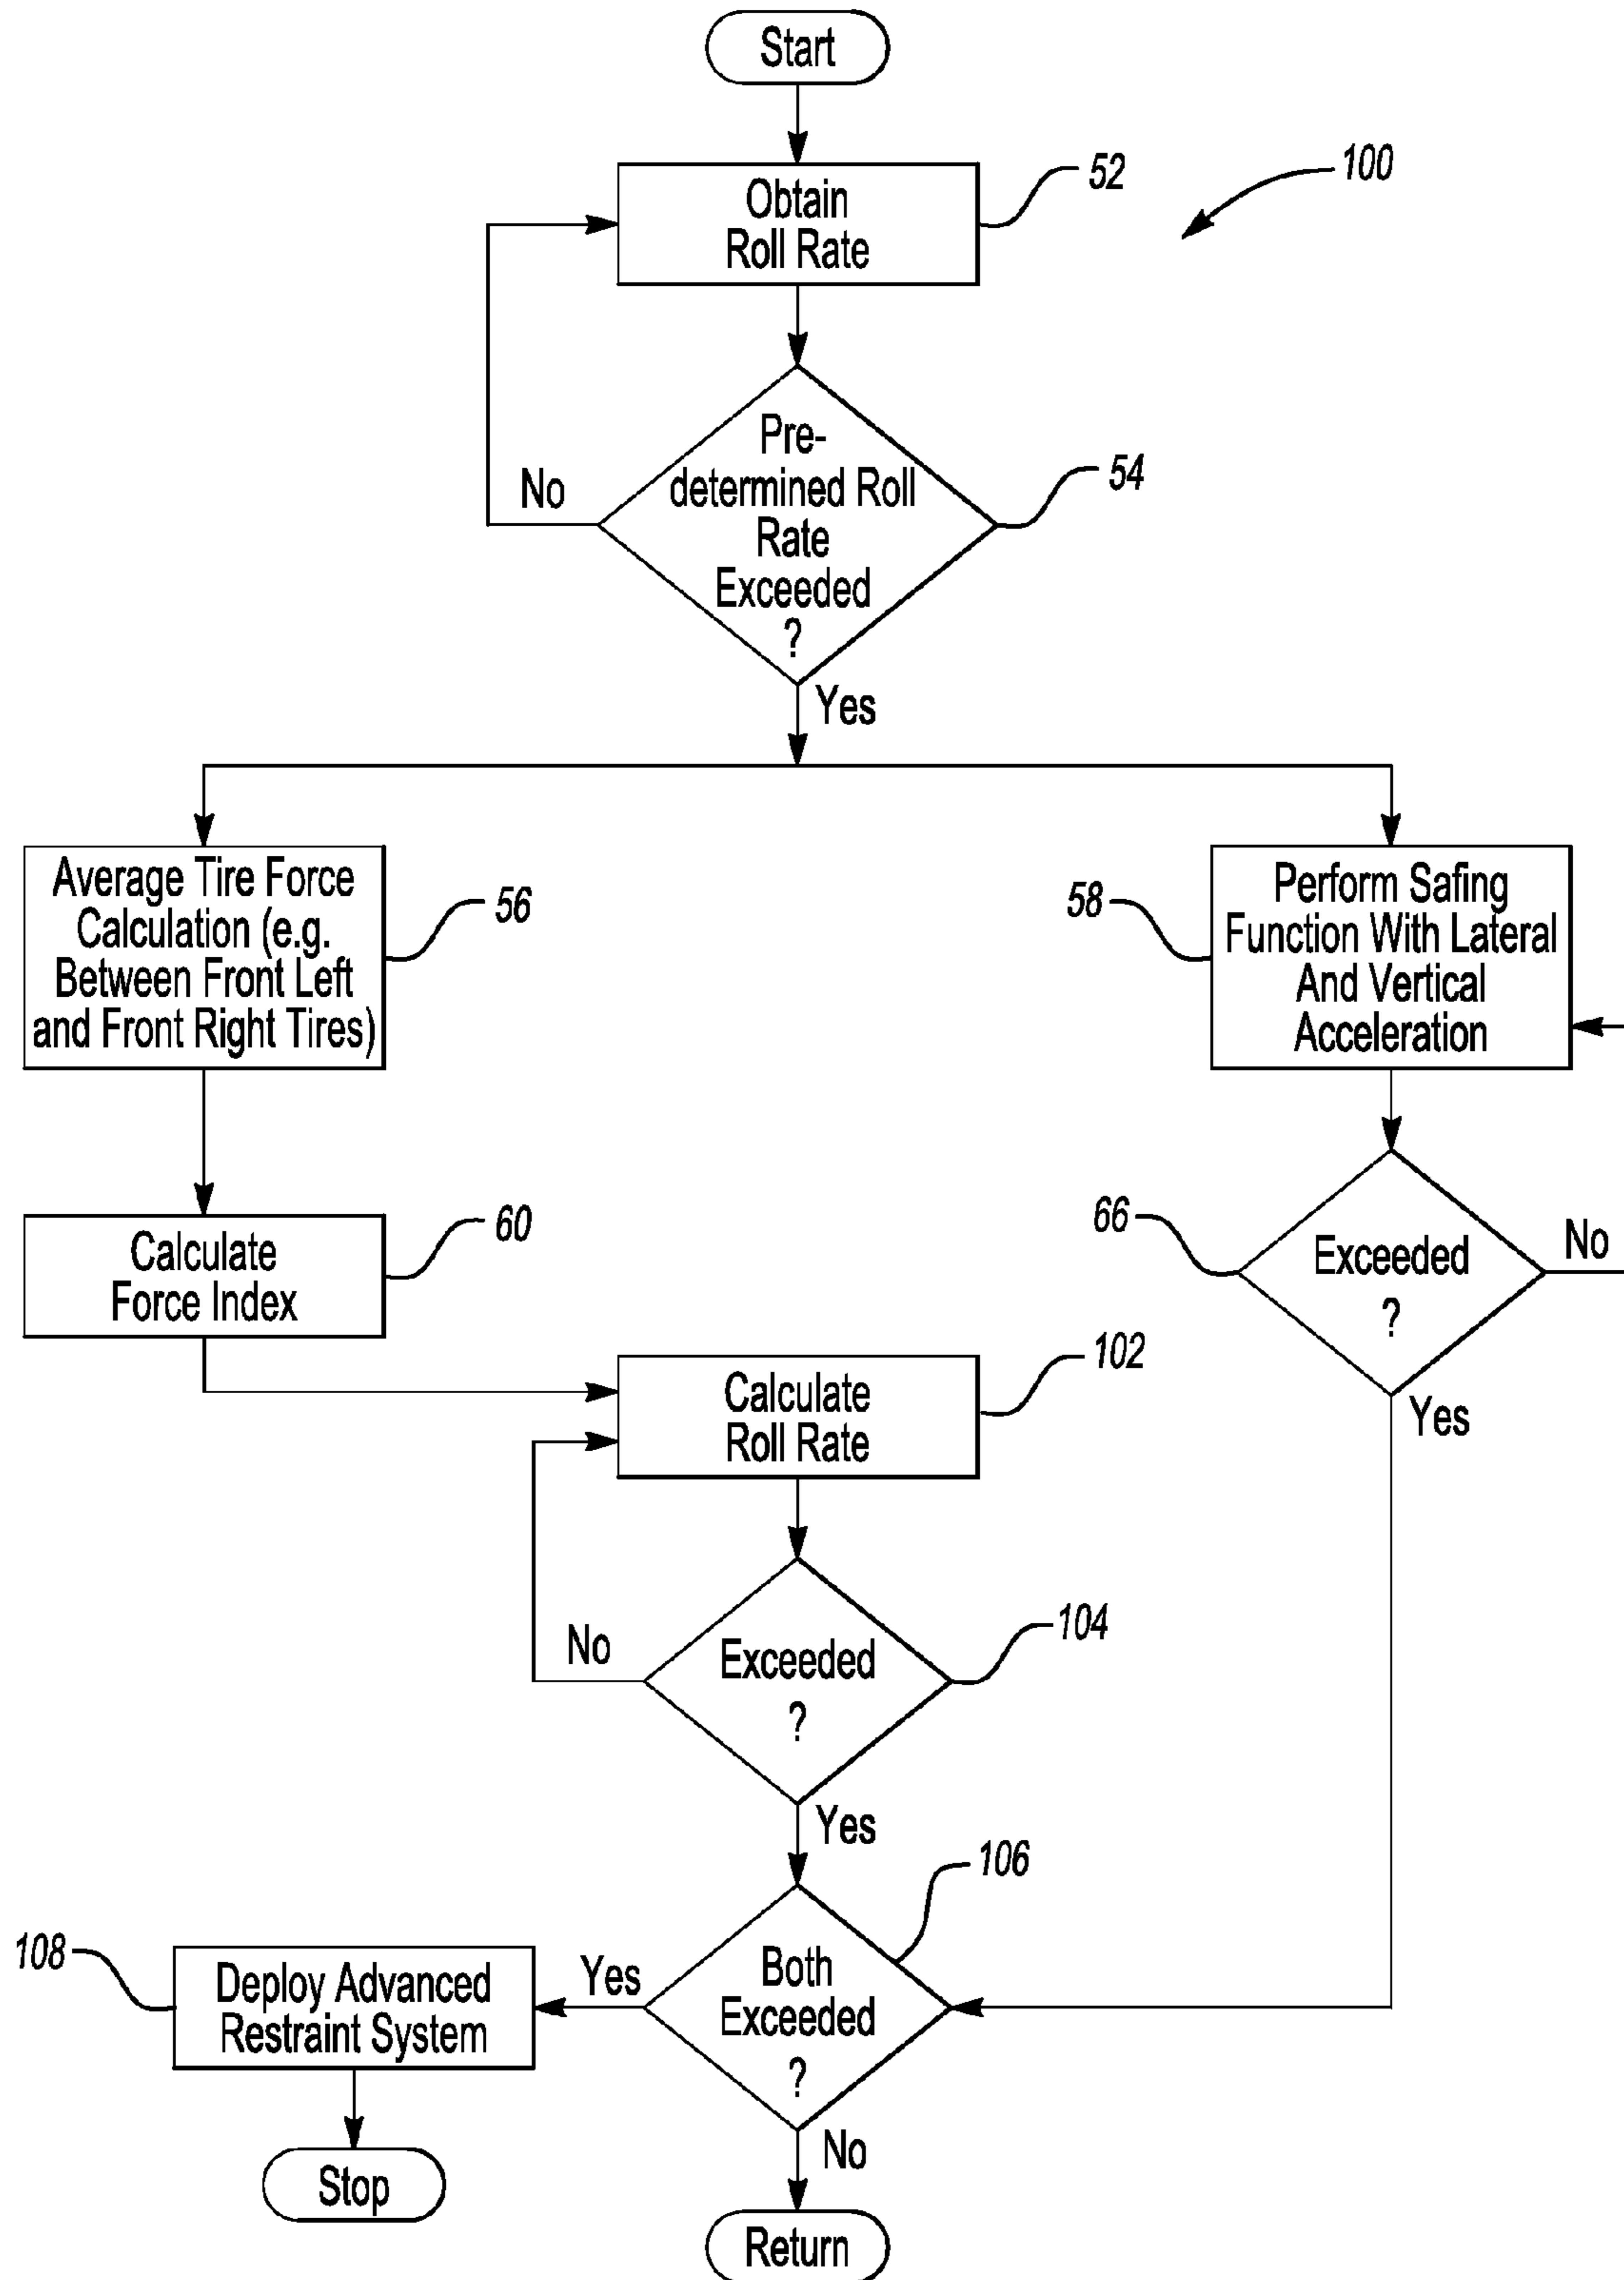 Start
Obtain
Roll Rate
52
100
Pre-
determined Roll
Rate
Exceeded
?
54
No
Yes
Average Tire Force
Calculation (e.g.
Between Front Left
and Front Right Tires)
56
58
Perform Safing
Function With Lateral
And Vertical
Acceleration
Calculate
Force Index
60
66
Exceeded
?
No
Yes
Calculate
Roll Rate
102
No
Exceeded
?
104
Yes
106
108
Deploy Advanced
Restraint System
Yes
Both
Exceeded
?
No
Stop
Return